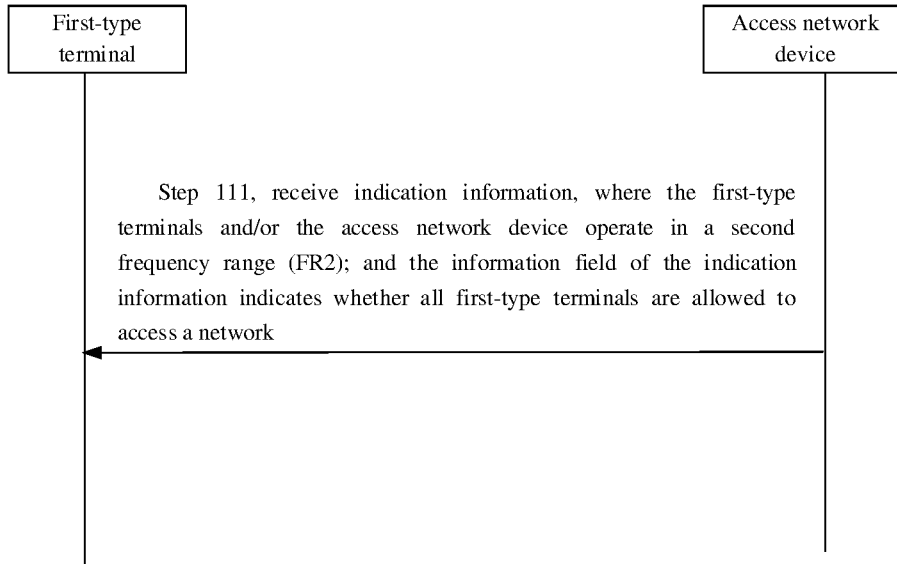 First-type
terminal
Access network
device
Step 111, receive indication information, where the first-type
terminals and/or the access network device operate in a second
frequency range (FR2); and the information field of the indication
information indicates whether all first-type terminals are allowed to
access a network